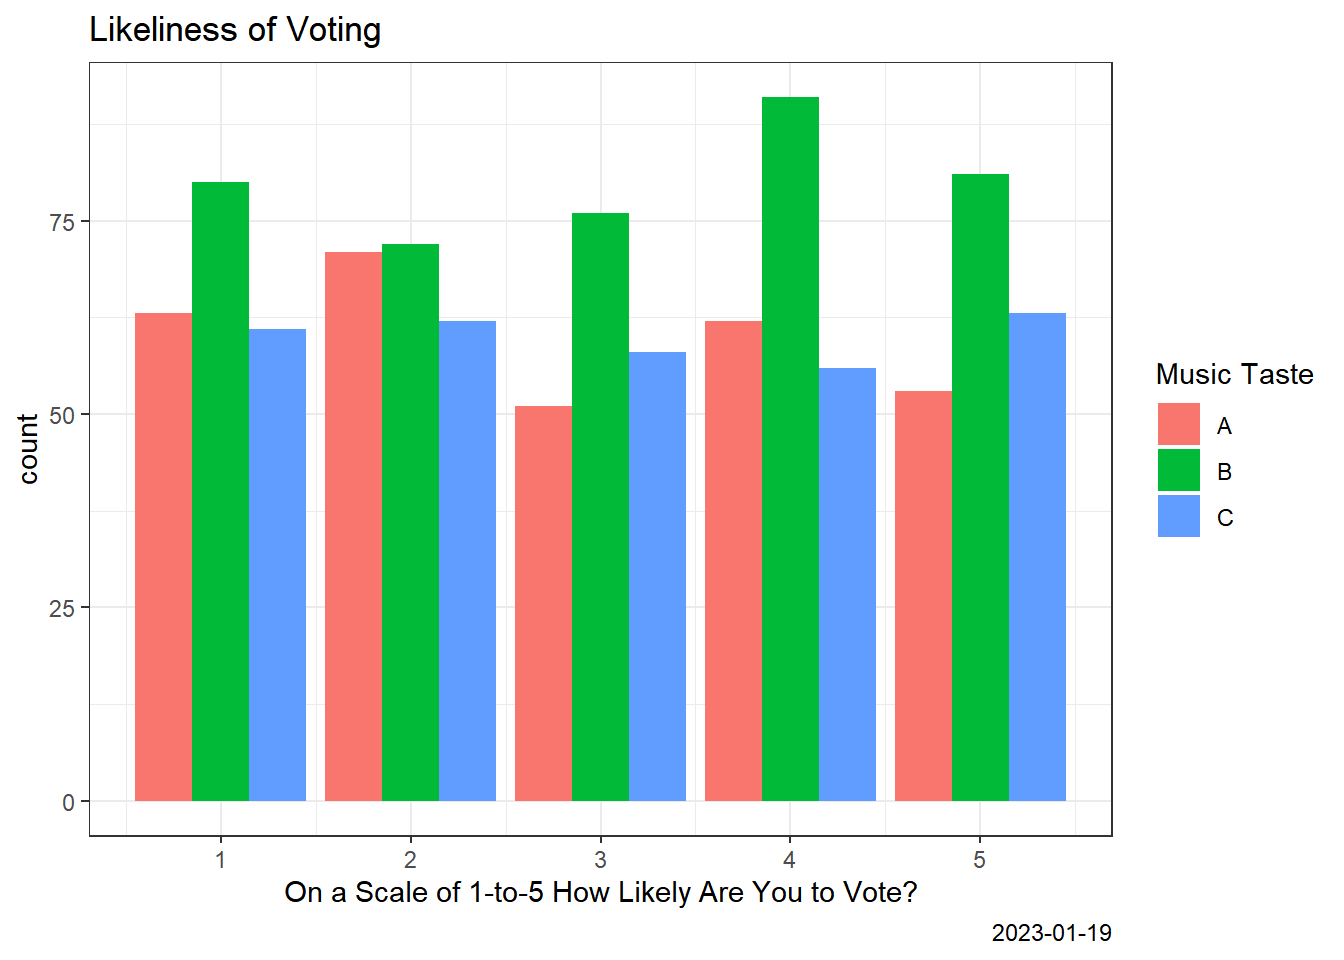 Likeliness of Voting
count
75
50
25
0
1 2 3 4 5
On a Scale of 1-to-5 How Likely Are You to Vote?
Music Taste
A
B
C
2023-01-19